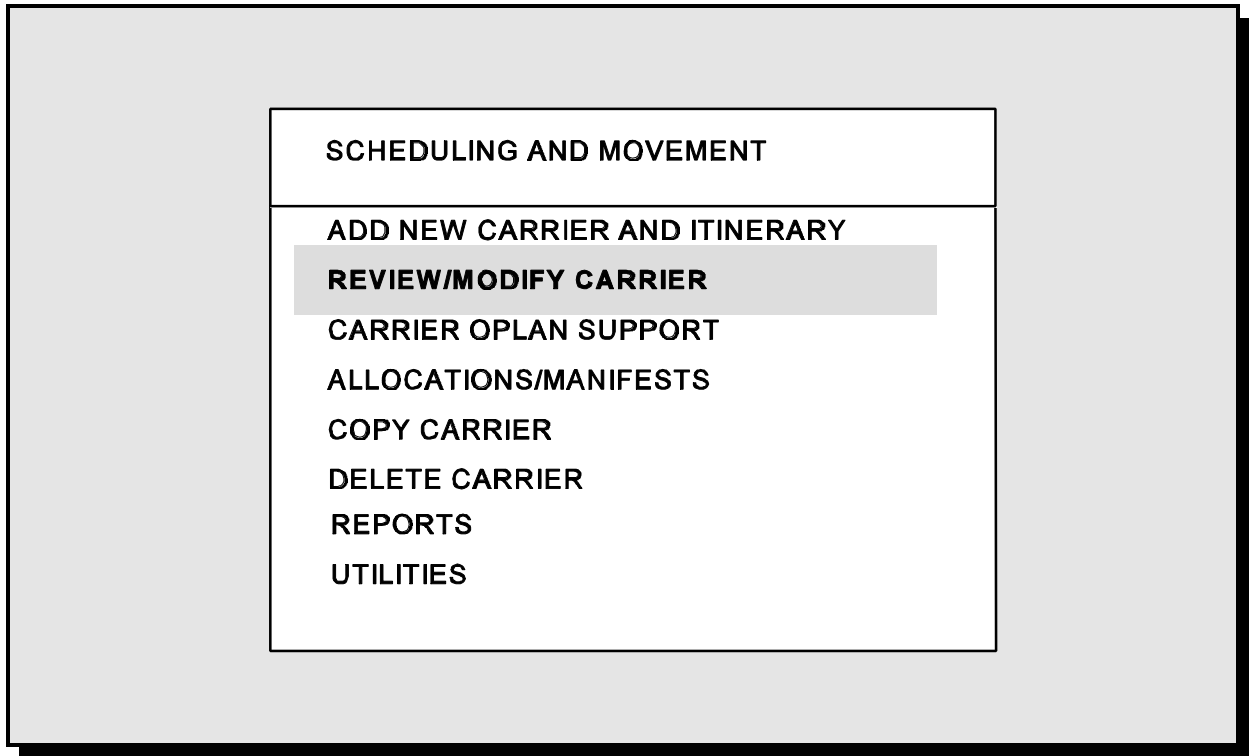 SCHEDULING AND MOVEMENT
ADD NEW CARRIER AND ITINERARY
REVIEW/MODIFY CARRIER
CARRIER OPLAN SUPPORT
ALLOCATIONS/MANIFESTS
COPY CARRIER
DELETE CARRIER
REPORTS
UTILITIES